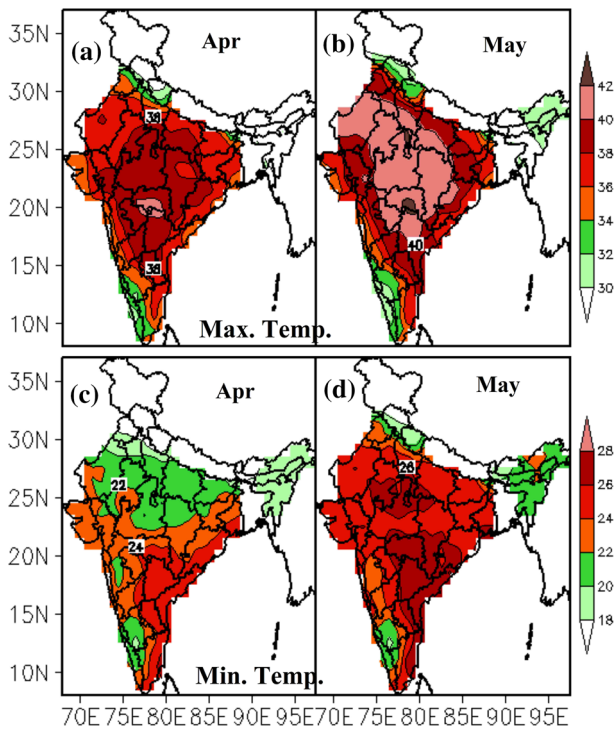 (a) Apr (b) May
35N
30N
25N
20N
15N
10N
38
38
40
Max. Temp.
42
40
38
36
34
32
30
(c) Apr (d) May
35N
30N
25N
20N
15N
10N
22
24
26
Min. Temp.
28
26
24
22
20
18
70E 75E 80E 85E 90E 95E 70E 75E 80E 85E 90E 95E